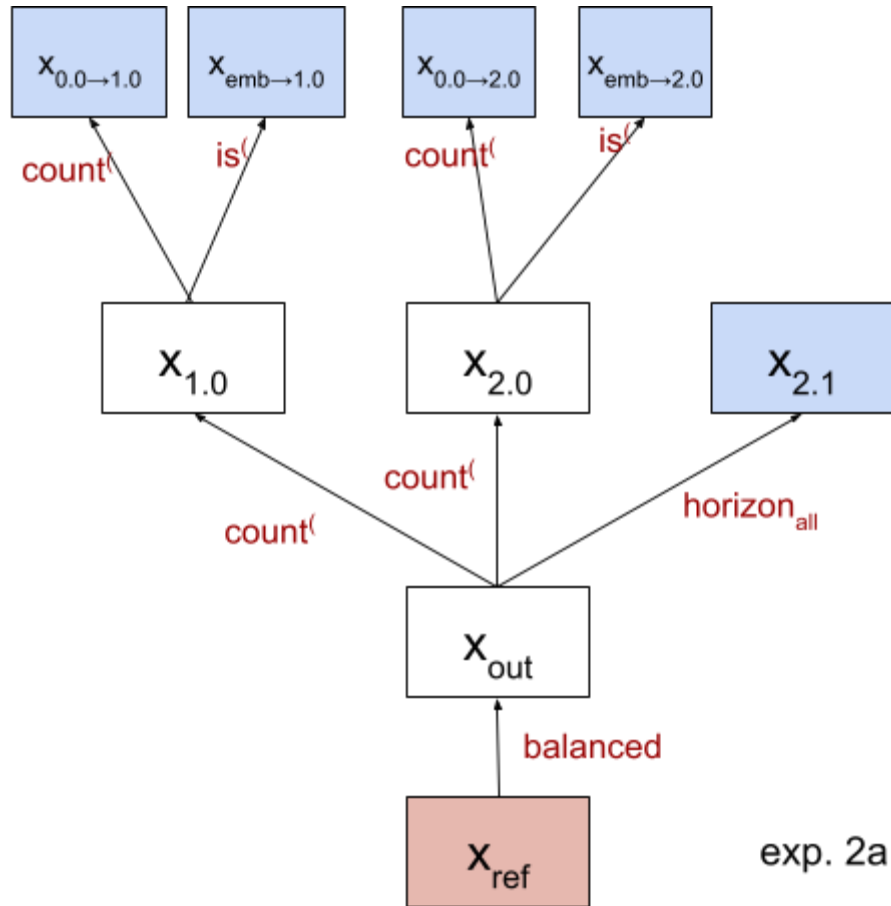 x0.0→1.0 xemb→1.0 x0.0→2.0 xemb→2.0
count( is( count( is(
x1.0 x2.0 x2.1
count( count( horizonall
xout
balanced
xref exp. 2a